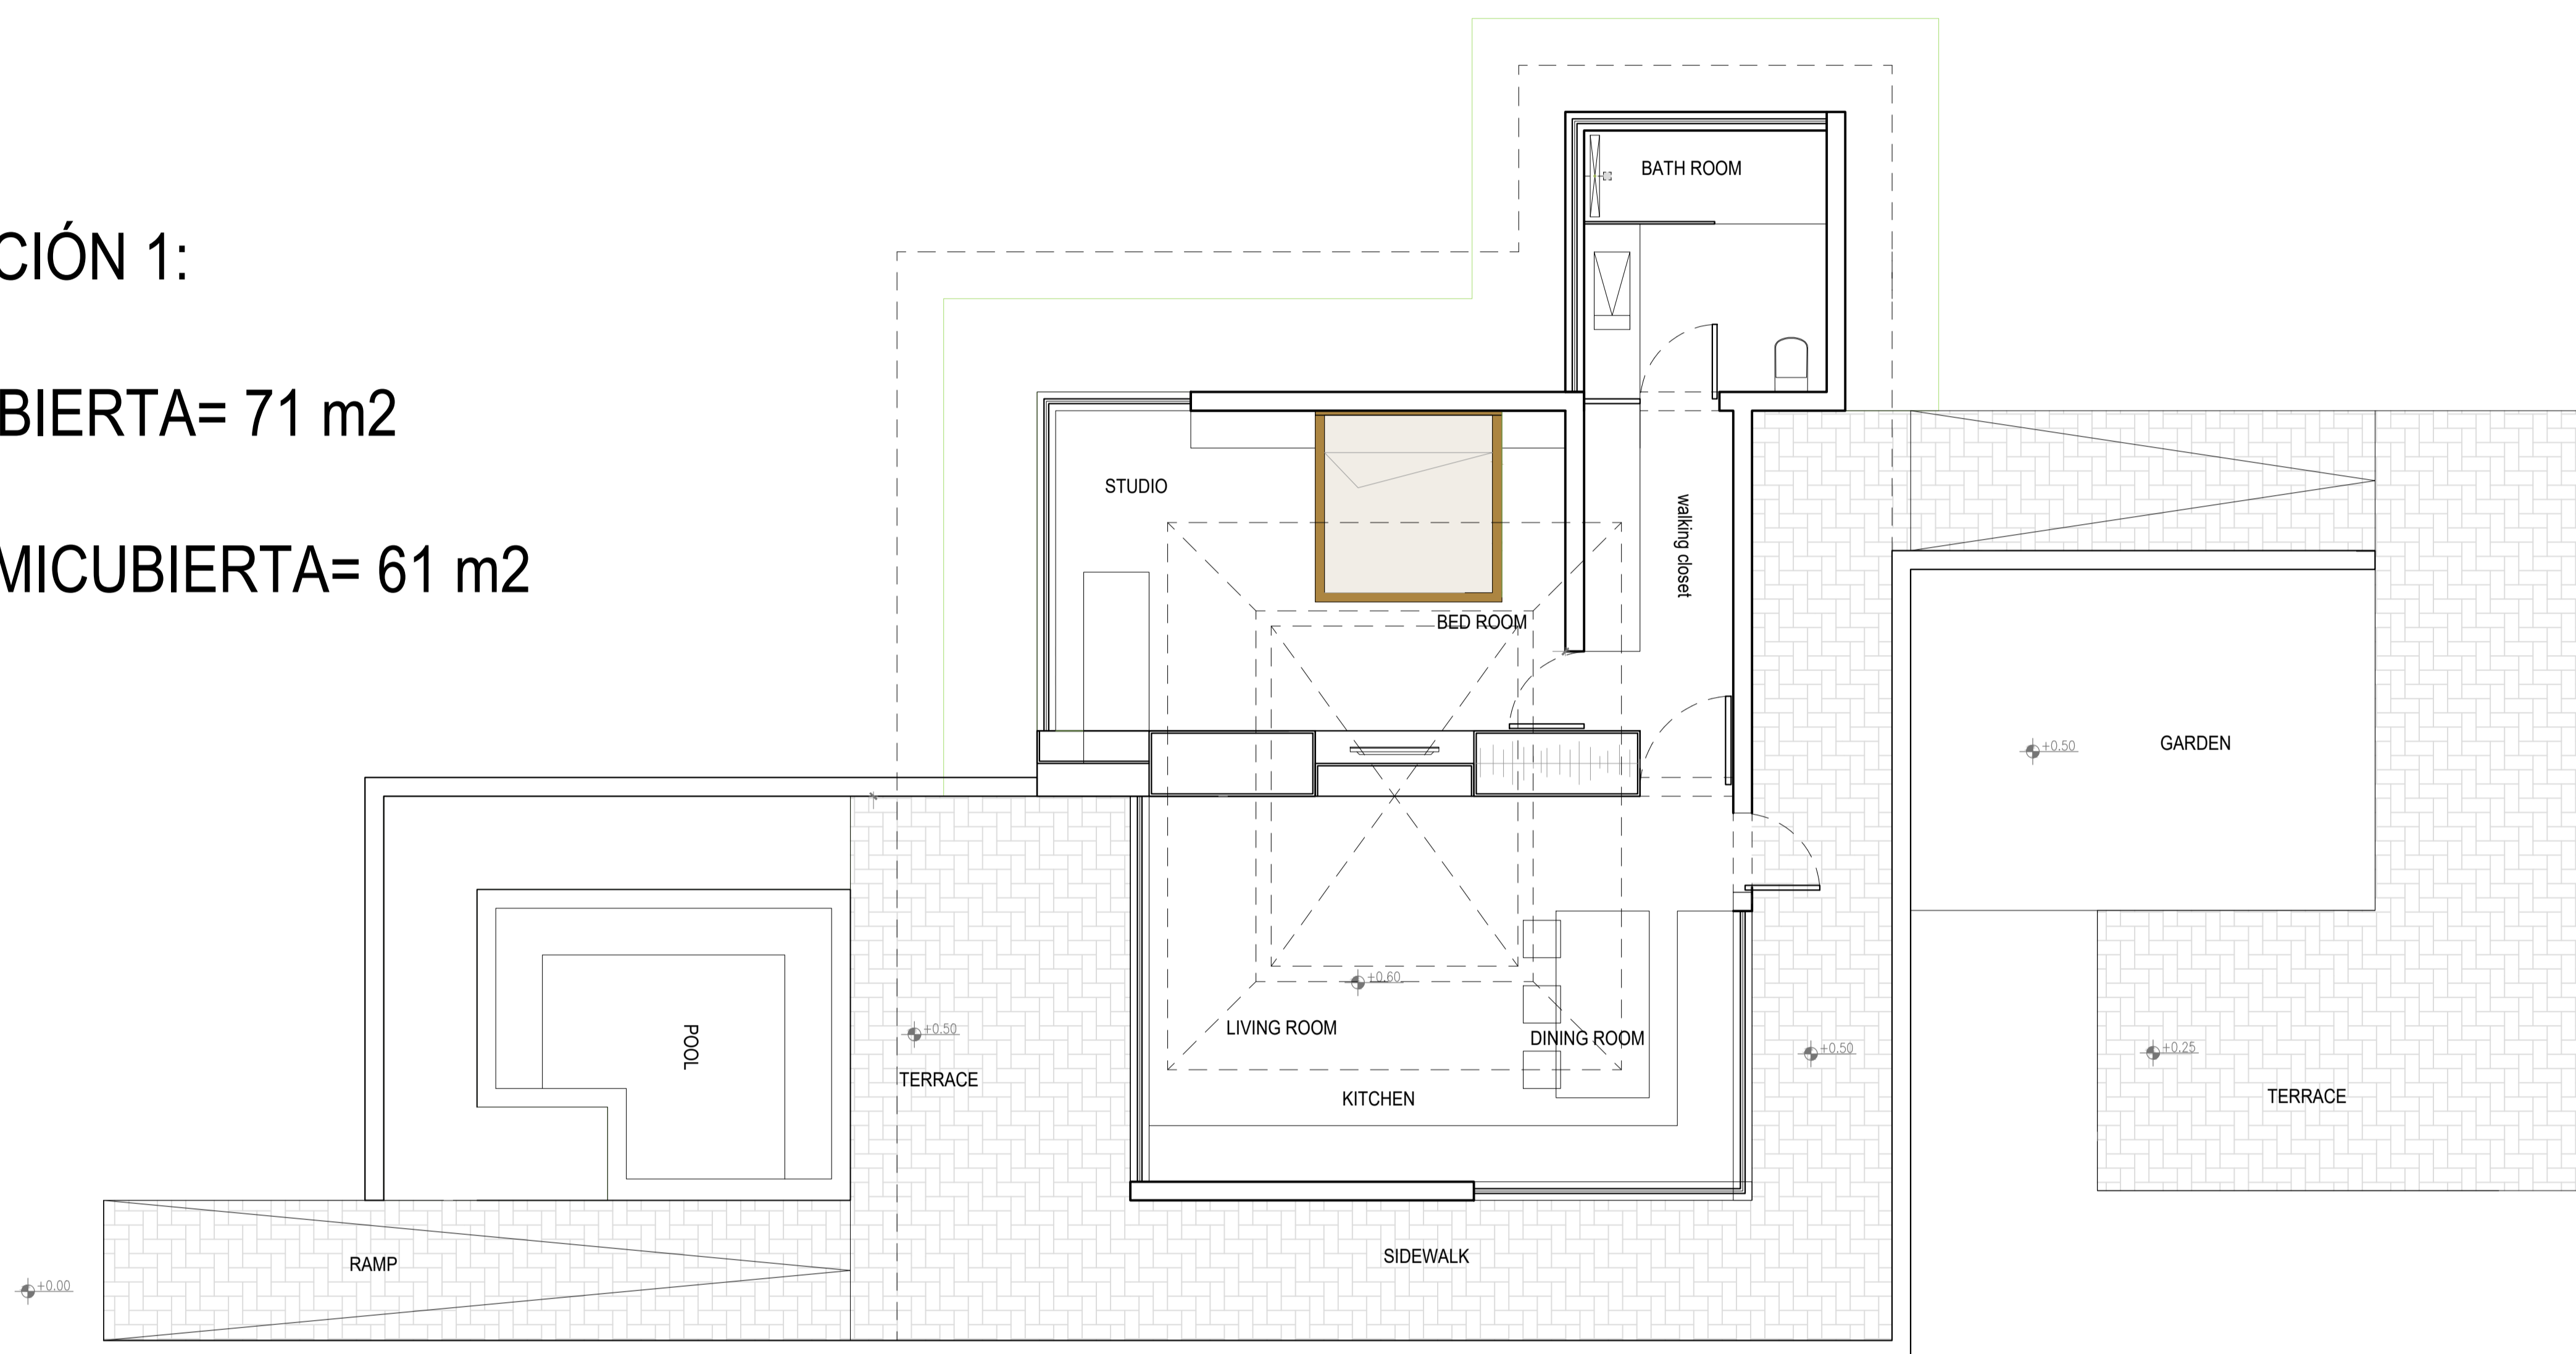 CIÓN 1:
BIERTA= 71 m2
MICUBIERTA= 61 m2
BATH ROOM
STUDIO
walking closet
BED ROOM
+0.50
GARDEN
+0.60
LIVING ROOM
DINING ROOM
POOL
+0.50
TERRACE
+0.50
+0.25
KITCHEN
TERRACE
RAMP
SIDEWALK
+0.00